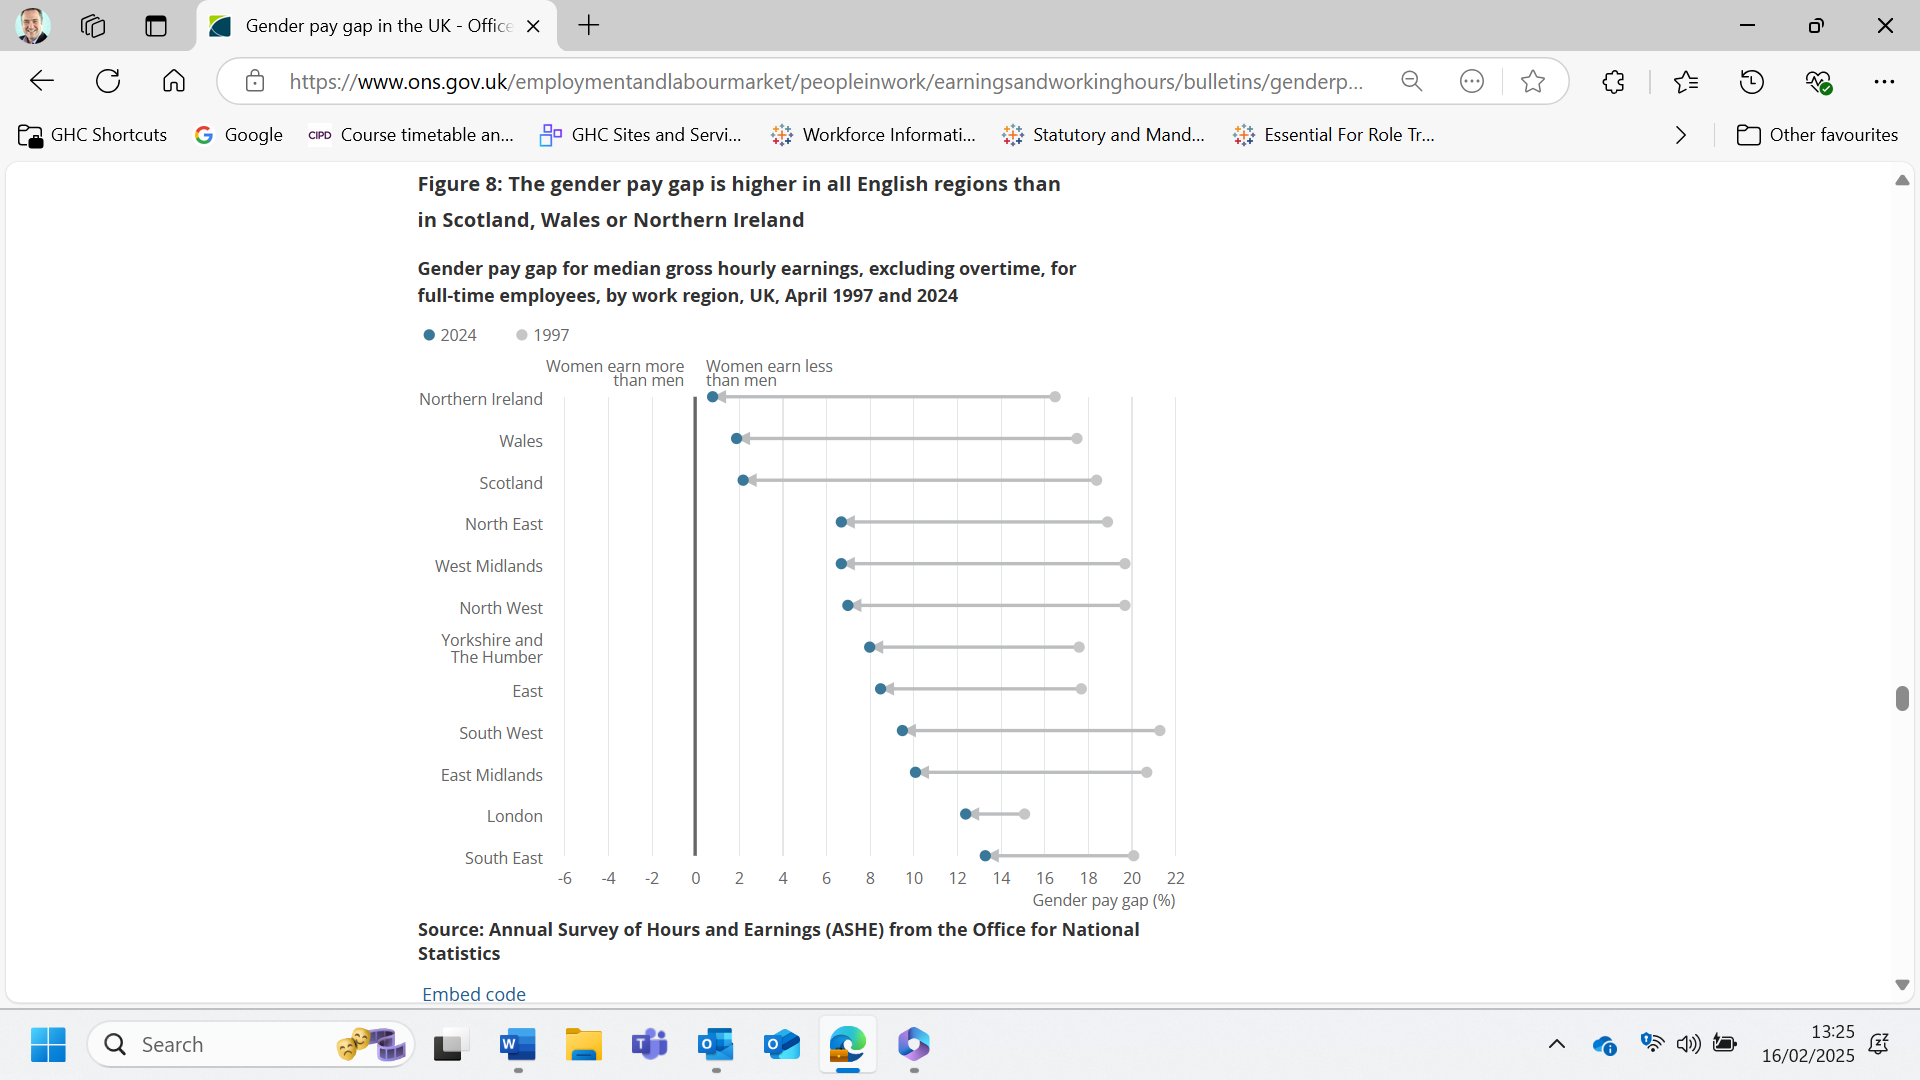 Gender pay gap in the UK - Office
https://www.ons.gov.uk/employmentandlabourmarket/peopleinwork/earningsandworkinghours/bulletins/genderp...
GHC Shortcuts
Google
CIPD Course timetable an...
GHC Sites and Servi...
Workforce Informati...
Statutory and Mand...
Essential For Role Tr...
Other favourites
Figure 8: The gender pay gap is higher in all English regions than
in Scotland, Wales or Northern Ireland
Gender pay gap for median gross hourly earnings, excluding overtime, for
full-time employees, by work region, UK, April 1997 and 2024
2024 1997
Women earn more
than men
Women earn less
than men
Northern Ireland
Wales
Scotland
North East
West Midlands
North West
Yorkshire and
The Humber
East
South West
East Midlands
London
South East
-6 -4 -2 0 2 4 6 8 10 12 14 16 18 20 22
Gender pay gap (%)
Source: Annual Survey of Hours and Earnings (ASHE) from the Office for National
Statistics
Embed code
Search
13:25
16/02/2025